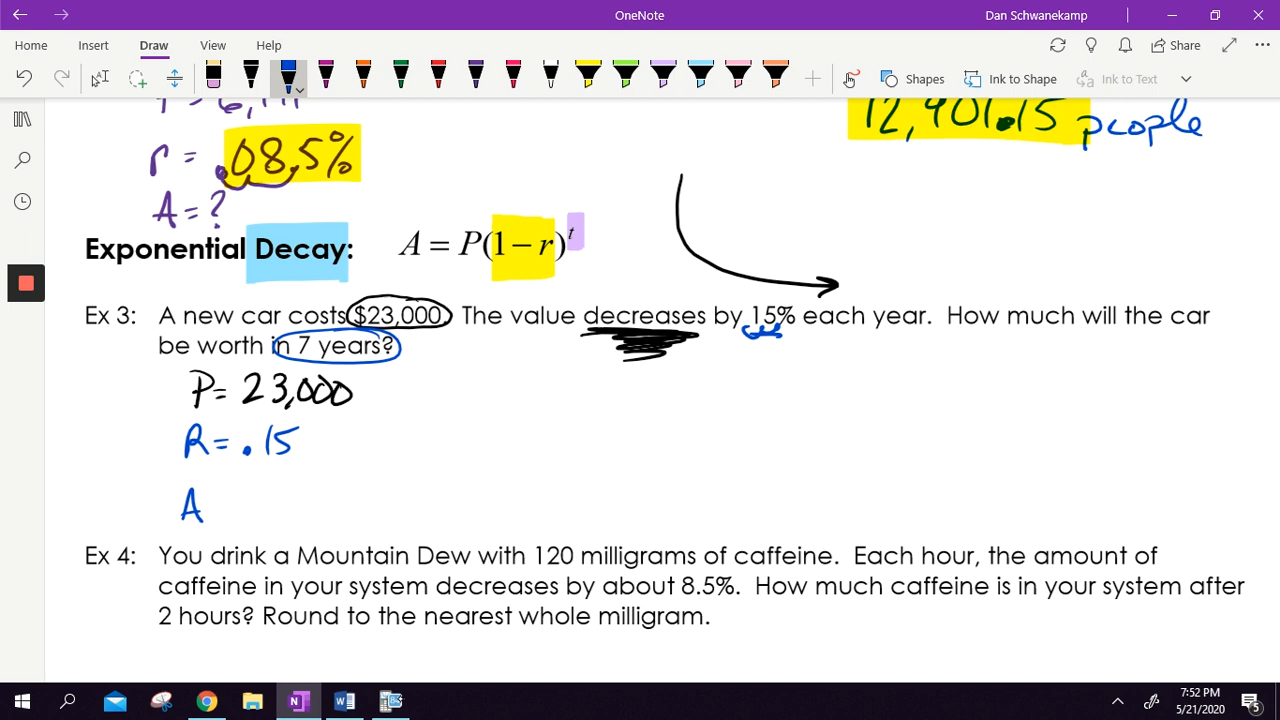 OneNote
Dan Schwanekamp
Home Insert Draw View Help
Share
Shapes Ink to Shape Ink to Text
12,901.15 people
r = .08.5%
A = ?
Exponential Decay: A = P(1 − r)^t
Ex 3: A new car costs $23,000. The value decreases by 15% each year. How much will the car
be worth in 7 years?
P= 23,000
R= .15
A
Ex 4: You drink a Mountain Dew with 120 milligrams of caffeine. Each hour, the amount of
caffeine in your system decreases by about 8.5%. How much caffeine is in your system after
2 hours? Round to the nearest whole milligram.
7:52 PM
5/21/2020
5